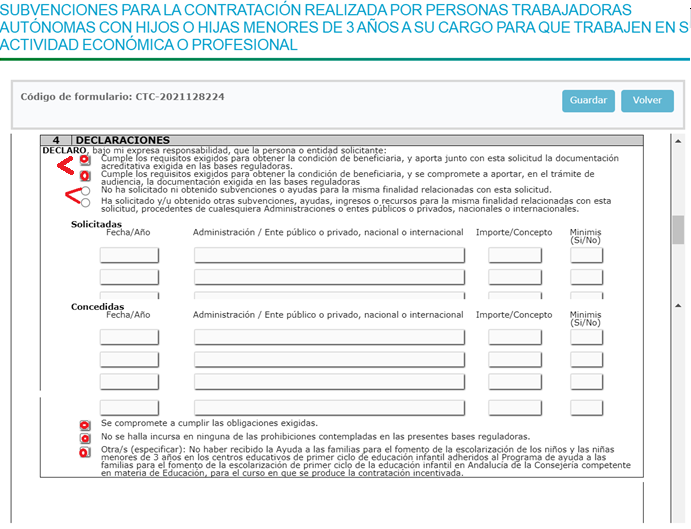 SUBVENCIONES PARA LA CONTRATACIÓN REALIZADA POR PERSONAS TRABAJADORAS
AUTÓNOMAS CON HIJOS O HIJAS MENORES DE 3 AÑOS A SU CARGO PARA QUE TRABAJEN EN S
ACTIVIDAD ECONÓMICA O PROFESIONAL
Código de formulario: CTC-2021128224
Guardar Volver
4 DECLARACIONES
DECLARO, bajo mi expresa responsabilidad, que la persona o entidad solicitante:
Cumple los requisitos exigidos para obtener la condición de beneficiaria, y aporta junto con esta solicitud la documentación
acreditativa exigida en las bases reguladoras.
Cumple los requisitos exigidos para obtener la condición de beneficiaria, y se compromete a aportar, en el trámite de
audiencia, la documentación exigida en las bases reguladoras
No ha solicitado ni obtenido subvenciones o ayudas para la misma finalidad relacionadas con esta solicitud.
Ha solicitado y/u obtenido otras subvenciones, ayudas, ingresos o recursos para la misma finalidad relacionadas con esta
solicitud, procedentes de cualesquiera Administraciones o entes públicos o privados, nacionales o internacionales.
Solicitadas
Fecha/Año Administración / Ente público o privado, nacional o internacional Importe/Concepto Minimis
(Si/No)
Concedidas
Fecha/Año Administración / Ente público o privado, nacional o internacional Importe/Concepto Minimis
(Si/No)
Se compromete a cumplir las obligaciones exigidas.
No se halla incursa en ninguna de las prohibiciones contempladas en las presentes bases reguladoras.
Otra/s (especificar): No haber recibido la Ayuda a las familias para el fomento de la escolarización de los niños y las niñas
menores de 3 años en los centros educativos de primer ciclo de educación infantil adheridos al Programa de ayuda a las
familias para el fomento de la escolarización de primer ciclo de la educación infantil en Andalucía de la Consejería competente
en materia de Educación, para el curso en que se produce la contratación incentivada.